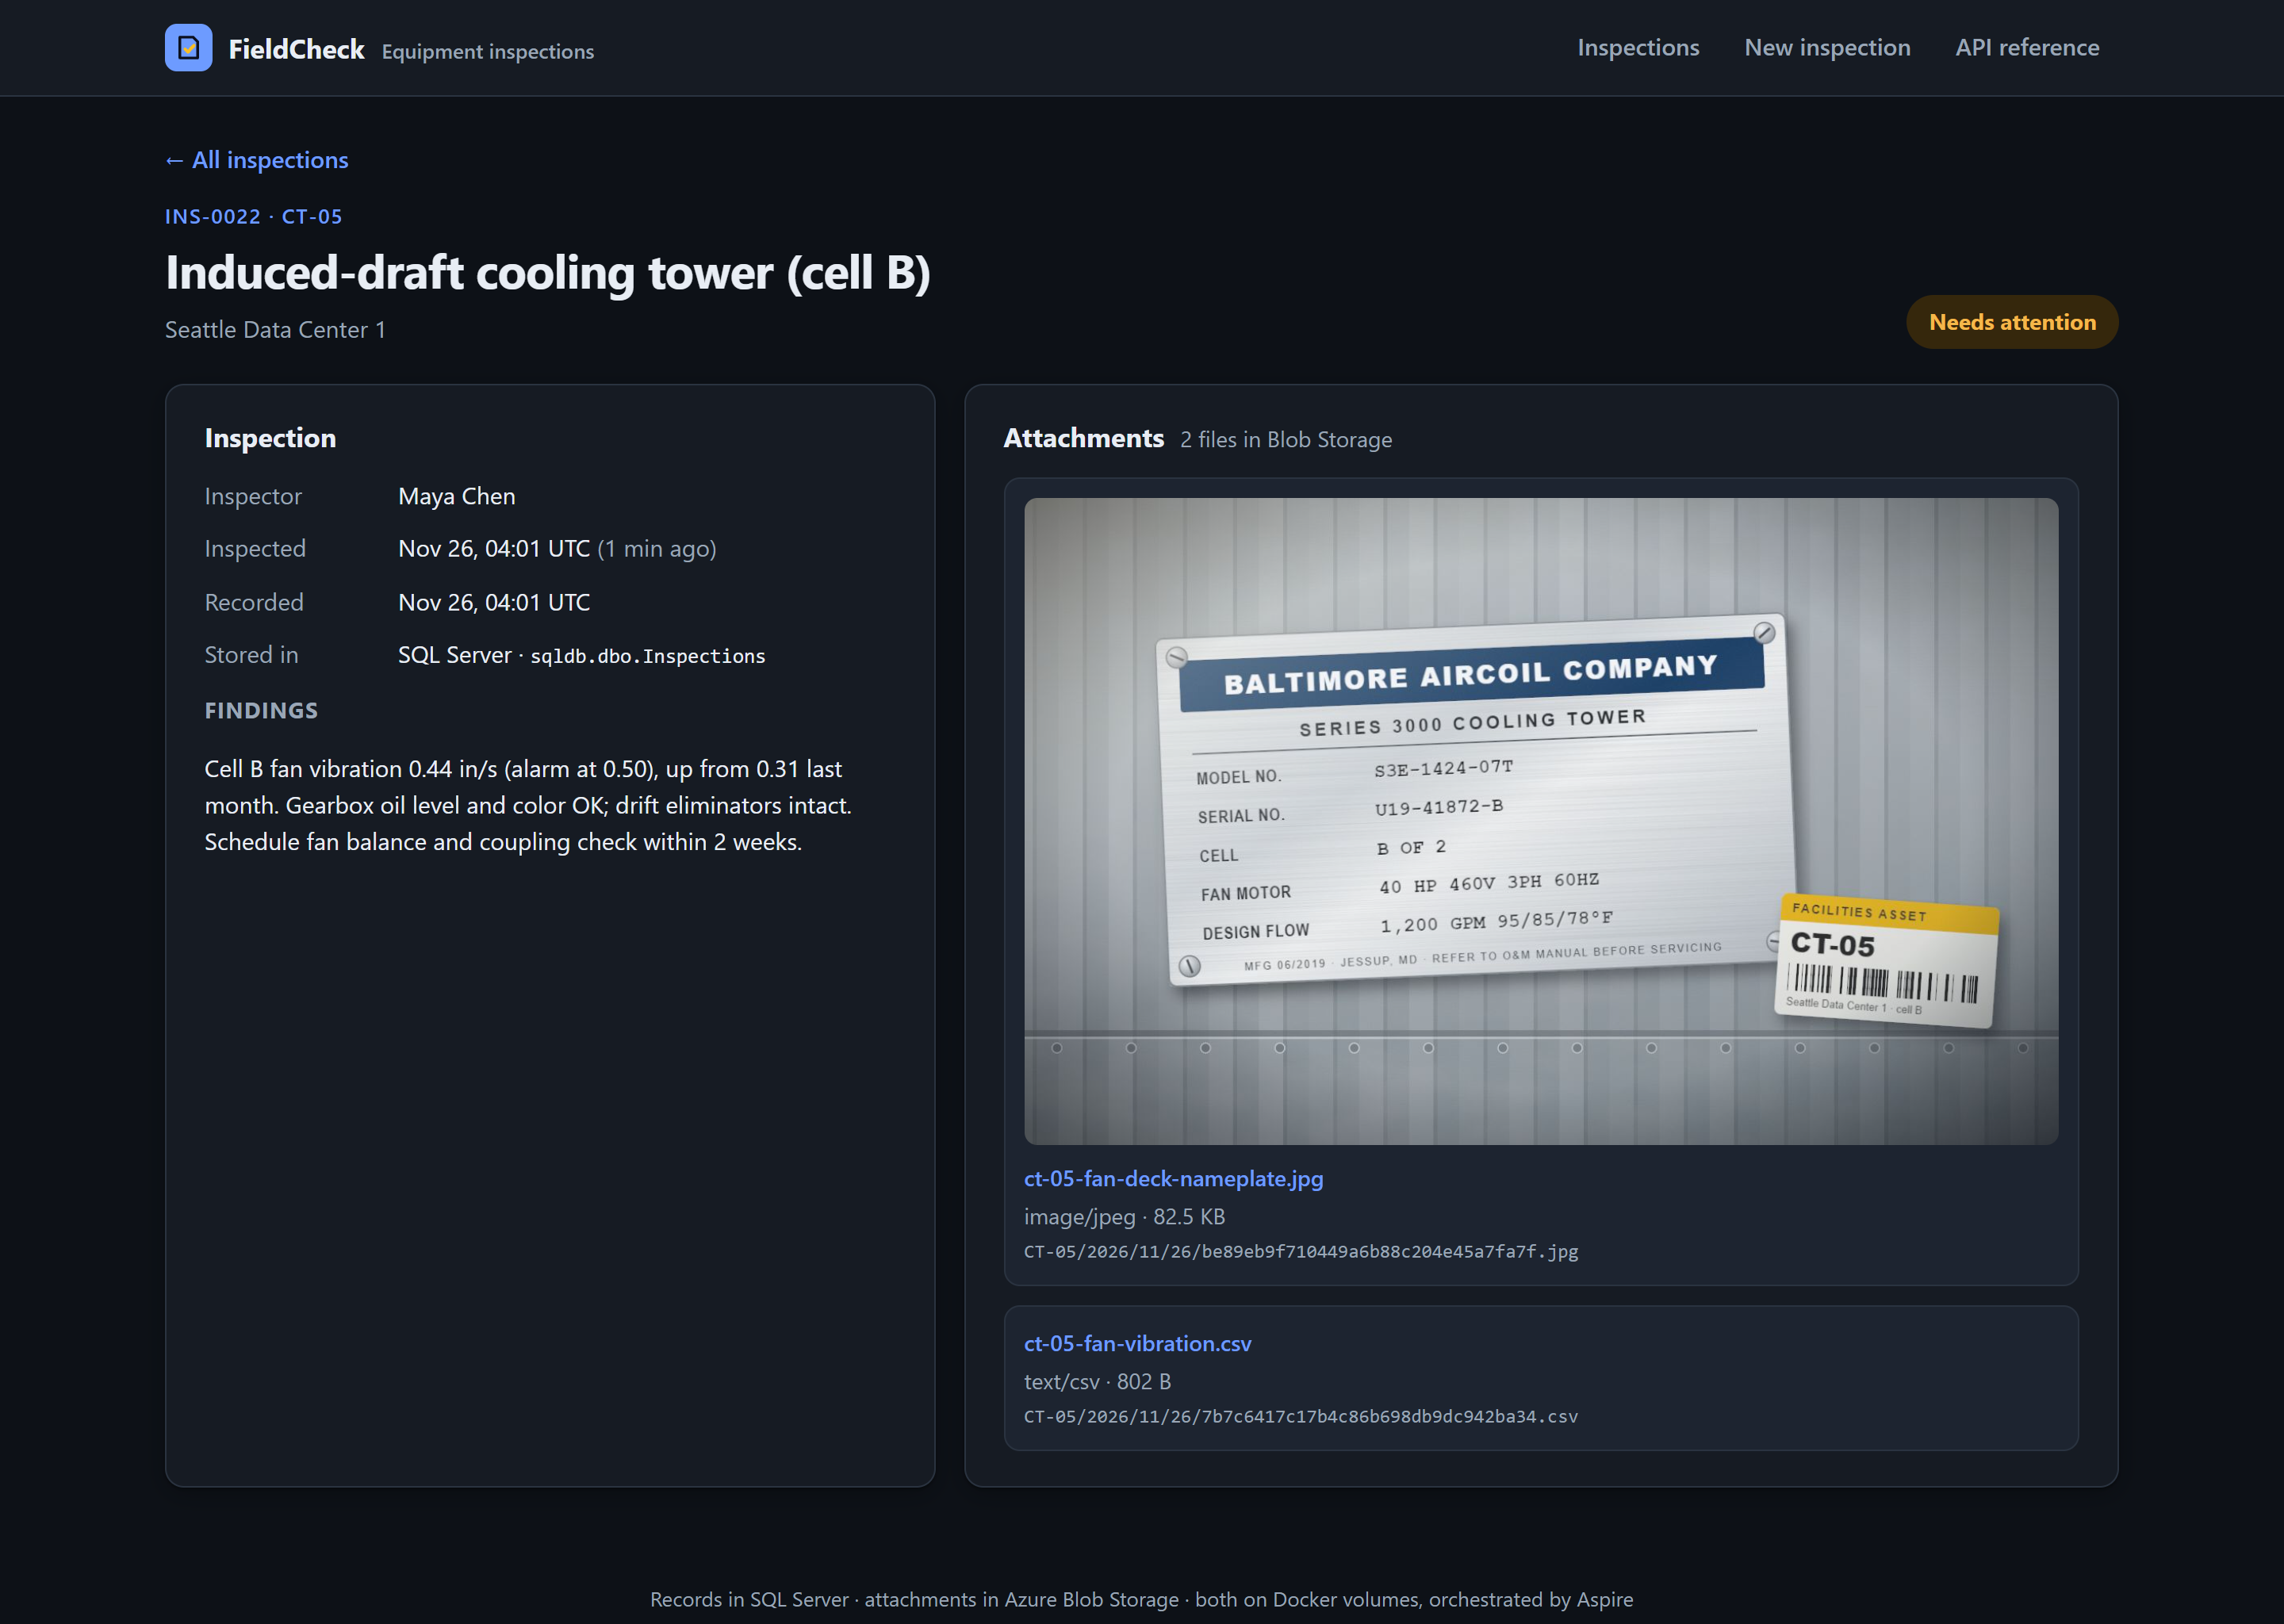 FieldCheck Equipment inspections
Inspections New inspection API reference
← All inspections
INS-0022 · CT-05
Induced-draft cooling tower (cell B)
Seattle Data Center 1
Needs attention
Inspection
Inspector Maya Chen
Inspected Nov 26, 04:01 UTC (1 min ago)
Recorded Nov 26, 04:01 UTC
Stored in SQL Server · sqldb.dbo.Inspections
FINDINGS
Cell B fan vibration 0.44 in/s (alarm at 0.50), up from 0.31 last
month. Gearbox oil level and color OK; drift eliminators intact.
Schedule fan balance and coupling check within 2 weeks.
Attachments 2 files in Blob Storage
BALTIMORE AIRCOIL COMPANY
SERIES 3000 COOLING TOWER
MODEL NO. S3E-1424-07T
SERIAL NO. U19-41872-B
CELL B OF 2
FAN MOTOR 40 HP 460V 3PH 60HZ
DESIGN FLOW 1,200 GPM 95/85/78°F
MFG 06/2019 · JESSUP, MD · REFER TO O&M MANUAL BEFORE SERVICING
FACILITIES ASSET
CT-05
Seattle Data Center 1 · cell B
ct-05-fan-deck-nameplate.jpg
image/jpeg · 82.5 KB
CT-05/2026/11/26/be89eb9f710449a6b88c204e45a7fa7f.jpg
ct-05-fan-vibration.csv
text/csv · 802 B
CT-05/2026/11/26/7b7c6417c17b4c86b698db9dc942ba34.csv
Records in SQL Server · attachments in Azure Blob Storage · both on Docker volumes, orchestrated by Aspire